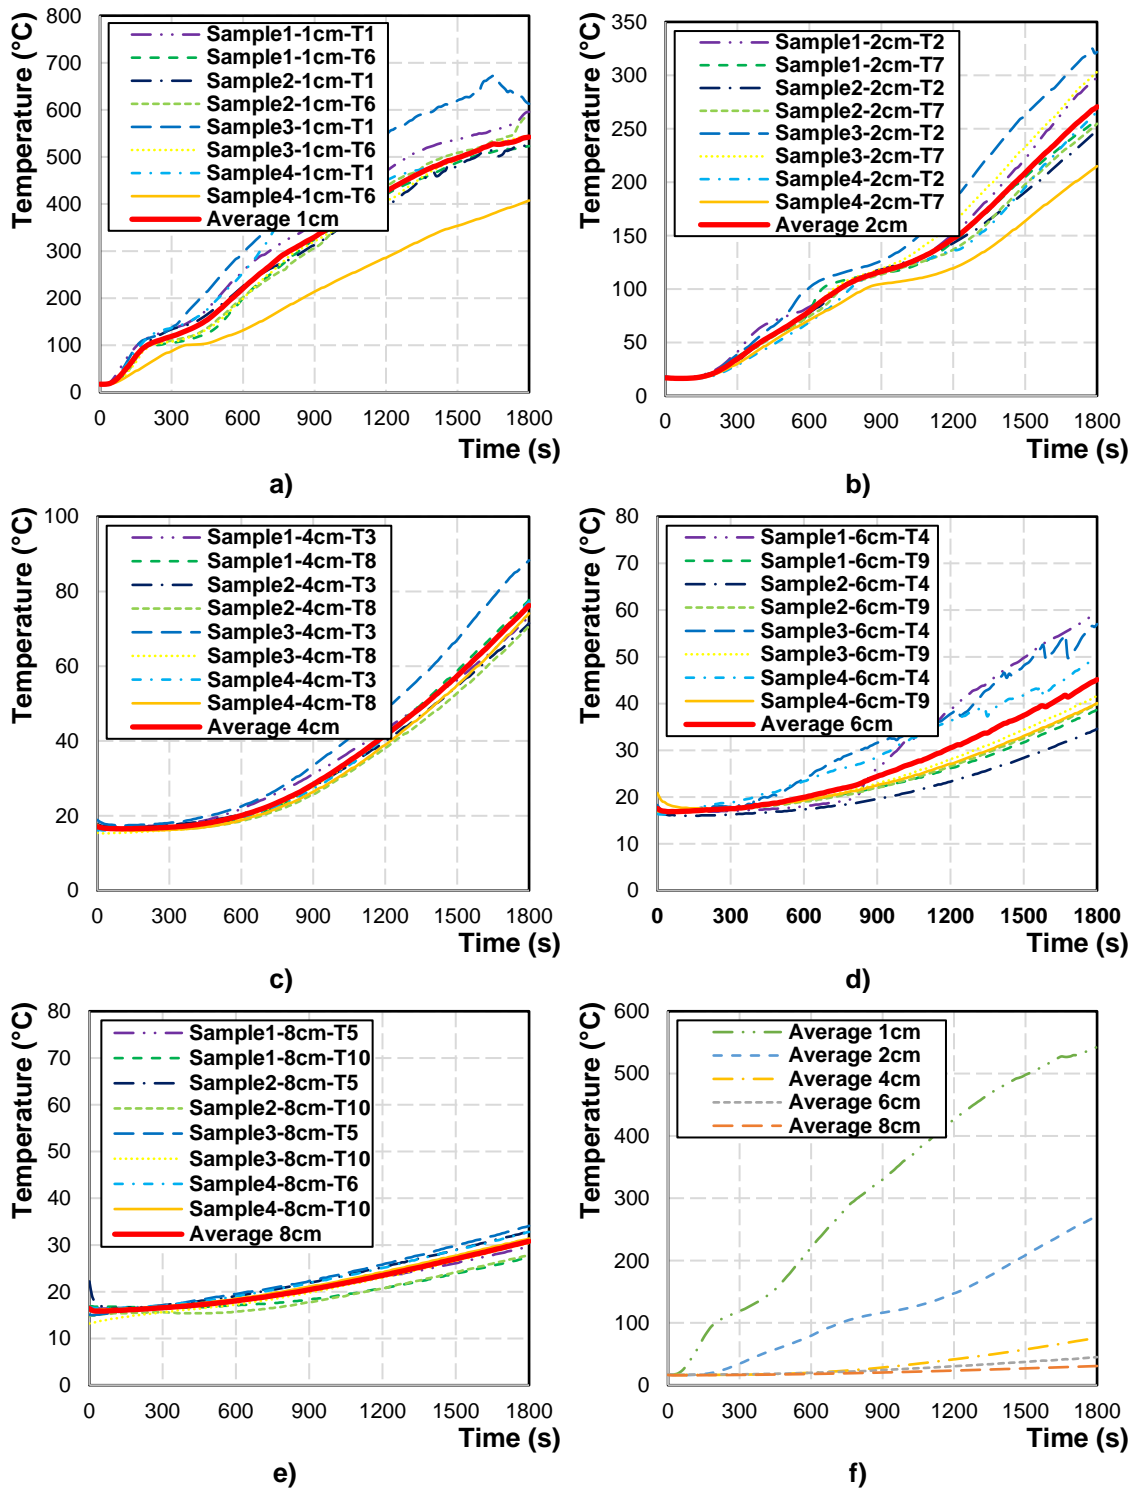 Temperature (°C)
800
700
600
500
400
300
200
100
0
Sample1-1cm-T1
Sample1-1cm-T6
Sample2-1cm-T1
Sample2-1cm-T6
Sample3-1cm-T1
Sample3-1cm-T6
Sample4-1cm-T1
Sample4-1cm-T6
Average 1cm
0 300 600 900 1200 1500 1800
Time (s)
a)
Temperature (°C)
350
300
250
200
150
100
50
0
Sample1-2cm-T2
Sample1-2cm-T7
Sample2-2cm-T2
Sample2-2cm-T7
Sample3-2cm-T2
Sample3-2cm-T7
Sample4-2cm-T2
Sample4-2cm-T7
Average 2cm
0 300 600 900 1200 1500 1800
Time (s)
b)
Temperature (°C)
100
80
60
40
20
0
Sample1-4cm-T3
Sample1-4cm-T8
Sample2-4cm-T3
Sample2-4cm-T8
Sample3-4cm-T3
Sample3-4cm-T8
Sample4-4cm-T3
Sample4-4cm-T8
Average 4cm
0 300 600 900 1200 1500 1800
Time (s)
c)
Temperature (°C)
80
70
60
50
40
30
20
10
0
Sample1-6cm-T4
Sample1-6cm-T9
Sample2-6cm-T4
Sample2-6cm-T9
Sample3-6cm-T4
Sample3-6cm-T9
Sample4-6cm-T4
Sample4-6cm-T9
Average 6cm
0 300 600 900 1200 1500 1800
Time (s)
d)
Temperature (°C)
80
70
60
50
40
30
20
10
0
Sample1-8cm-T5
Sample1-8cm-T10
Sample2-8cm-T5
Sample2-8cm-T10
Sample3-8cm-T5
Sample3-8cm-T10
Sample4-8cm-T6
Sample4-8cm-T10
Average 8cm
0 300 600 900 1200 1500 1800
Time (s)
e)
Temperature (°C)
600
500
400
300
200
100
0
Average 1cm
Average 2cm
Average 4cm
Average 6cm
Average 8cm
0 300 600 900 1200 1500 1800
Time (s)
f)